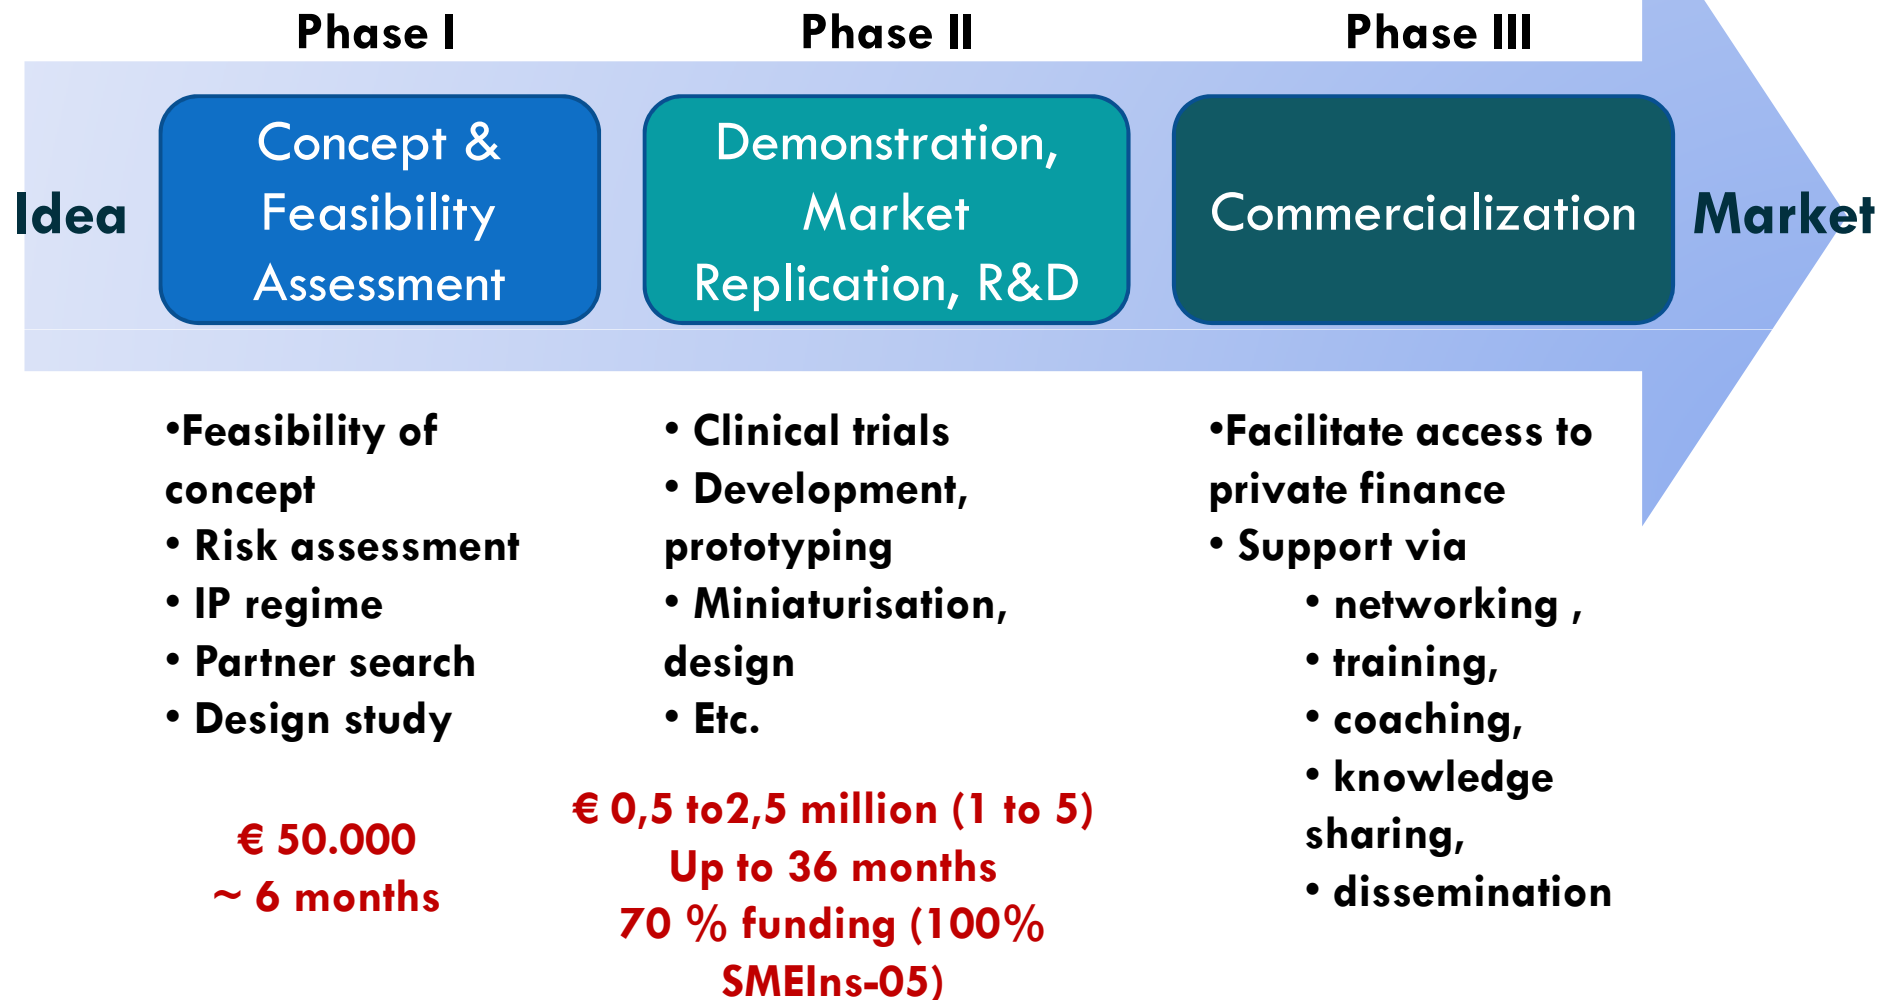 Phase I
Phase II
Phase III
Idea
Concept &
Feasibility
Assessment
Demonstration,
Market
Replication, R&D
Commercialization
Market
•Feasibility of
concept
• Risk assessment
• IP regime
• Partner search
• Design study
€ 50.000
~ 6 months
• Clinical trials
• Development,
prototyping
• Miniaturisation,
design
• Etc.
€ 0,5 to2,5 million (1 to 5)
Up to 36 months
70 % funding (100%
SMEIns-05)
•Facilitate access to
private finance
• Support via
• networking ,
• training,
• coaching,
• knowledge
sharing,
• dissemination